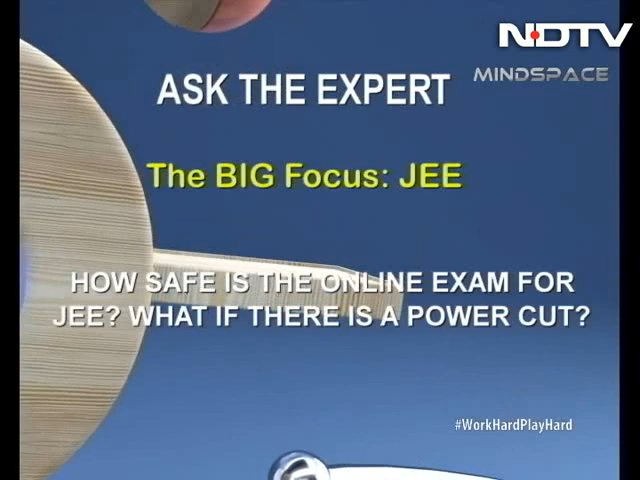 NDTV
MINDSPACE
ASK THE EXPERT
The BIG Focus: JEE
HOW SAFE IS THE ONLINE EXAM FOR
JEE? WHAT IF THERE IS A POWER CUT?
#WorkHardPlayHard